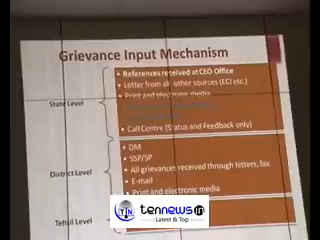 Grievance Input Mechanism
• References received at CEO Office
• Letter from all other sources (ECI etc.)
• Print and electronic media
State Level
• Call Centre (Status and Feedback only)
• DM
• SSP/SP
District Level
• All grievances received through letters, fax
• E-mail
• Print and electronic media
Tehsil Level
TN tennews.in
Latest & Top